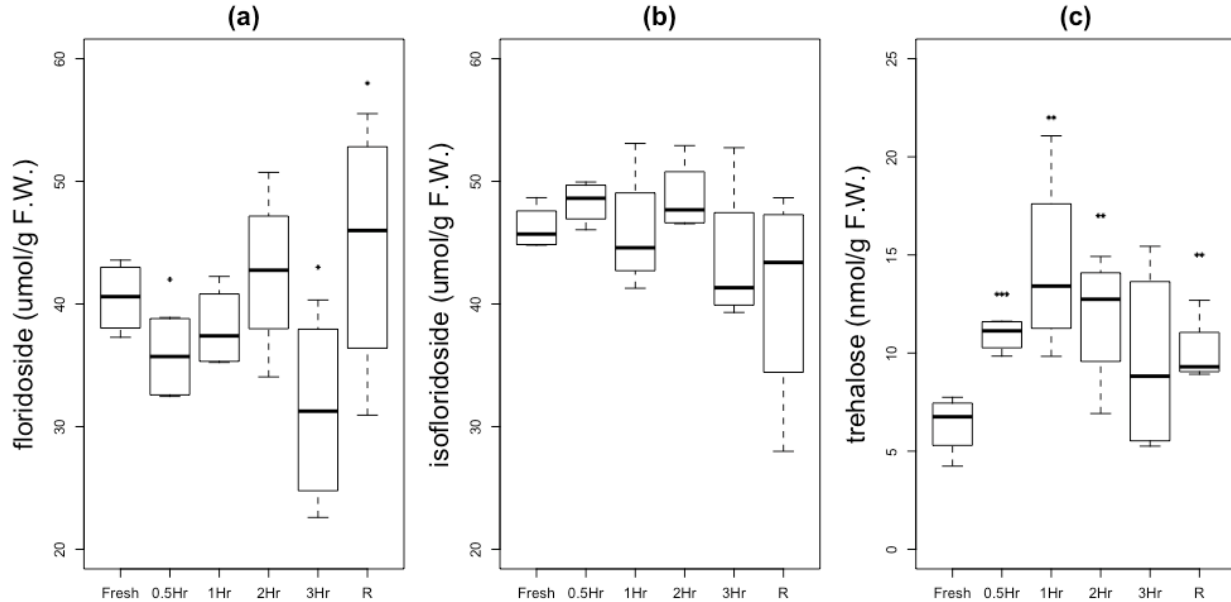 (a)
floridoside (umol/g F.W.)
60
50
40
30
20
*
*
*
Fresh 0.5Hr 1Hr 2Hr 3Hr R
(b)
isofloridoside (umol/g F.W.)
60
50
40
30
20
Fresh 0.5Hr 1Hr 2Hr 3Hr R
(c)
trehalose (nmol/g F.W.)
25
20
15
10
5
0
**
**
**
***
Fresh 0.5Hr 1Hr 2Hr 3Hr R